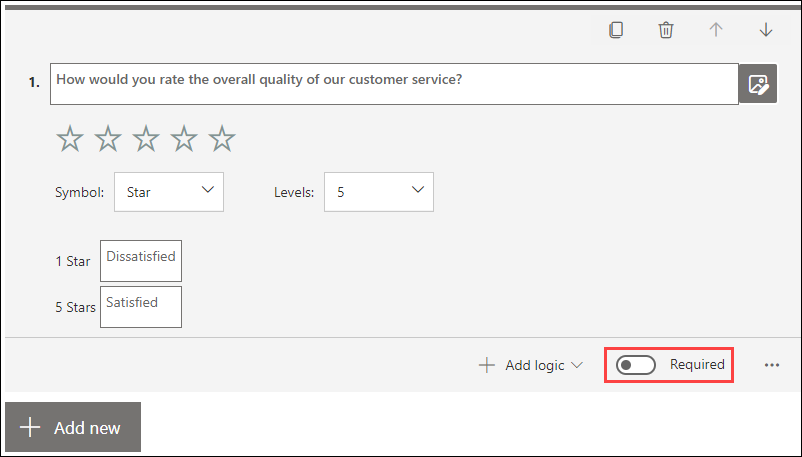 1. How would you rate the overall quality of our customer service?
Symbol: Star Levels: 5
1 Star Dissatisfied
5 Stars Satisfied
Add logic Required
Add new